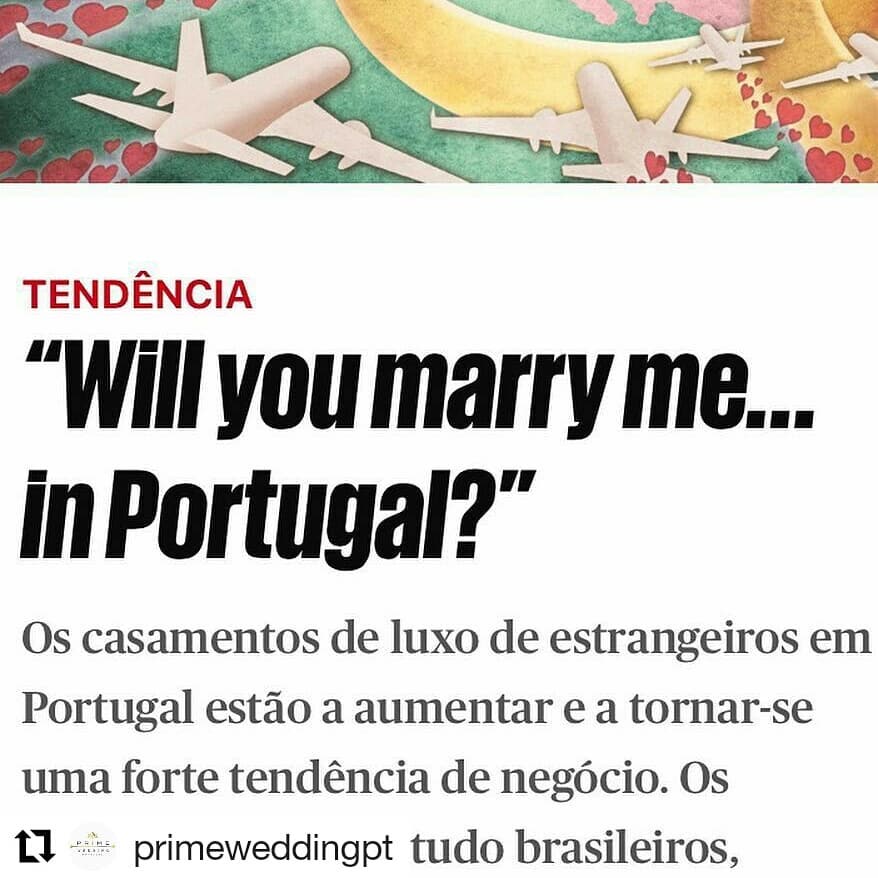 TENDÊNCIA
“Will you marry me...
in Portugal?”
Os casamentos de luxo de estrangeiros em
Portugal estão a aumentar e a tornar-se
uma forte tendência de negócio. Os
primeweddingpt tudo brasileiros,
PRIME